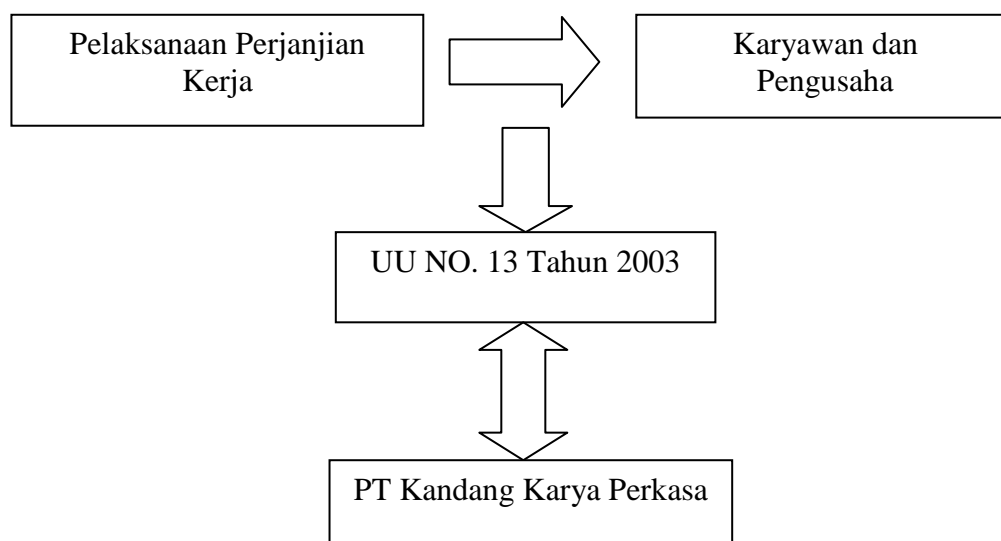 Pelaksanaan Perjanjian
Kerja
Karyawan dan
Pengusaha
UU NO. 13 Tahun 2003
PT Kandang Karya Perkasa